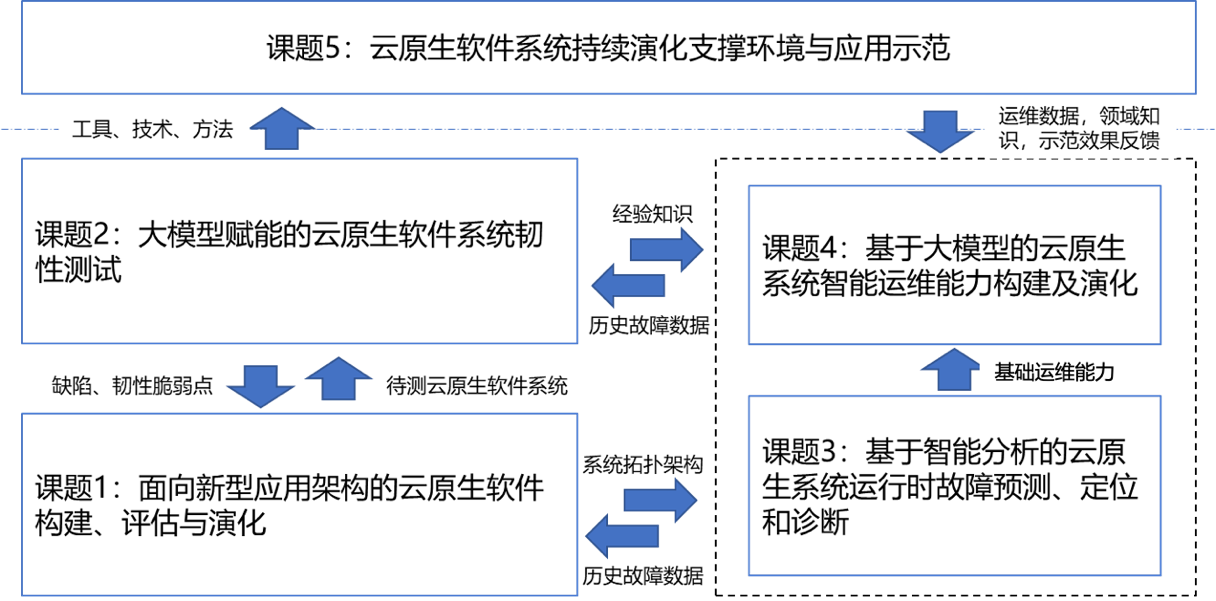 课题5：云原生软件系统持续演化支撑环境与应用示范
工具、技术、方法
运维数据，领域知
识，示范效果反馈
课题2：大模型赋能的云原生软件系统韧
性测试
经验知识
历史故障数据
课题4：基于大模型的云原生
系统智能运维能力构建及演化
缺陷、韧性脆弱点
待测云原生软件系统
基础运维能力
课题1：面向新型应用架构的云原生软件
构建、评估与演化
系统拓扑架构
历史故障数据
课题3：基于智能分析的云原
生系统运行时故障预测、定位
和诊断